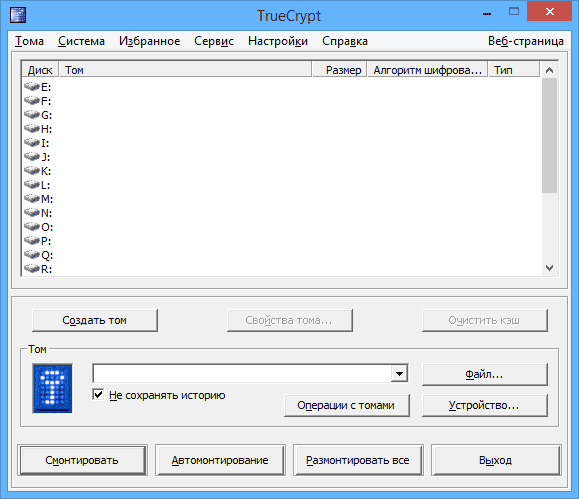 TrueCrypt
Тома Система Избранное Сервис Настройки Справка Веб-страница
Диск Том Размер Алгоритм шифрова... Тип
E:
F:
G:
H:
I:
J:
K:
L:
M:
N:
O:
P:
Q:
R:
Создать том Свойства тома... Очистить кэш
Том
Файл...
Не сохранять историю
Операции с томами Устройство...
Смонтировать Автомонтирование Размонтировать все Выход